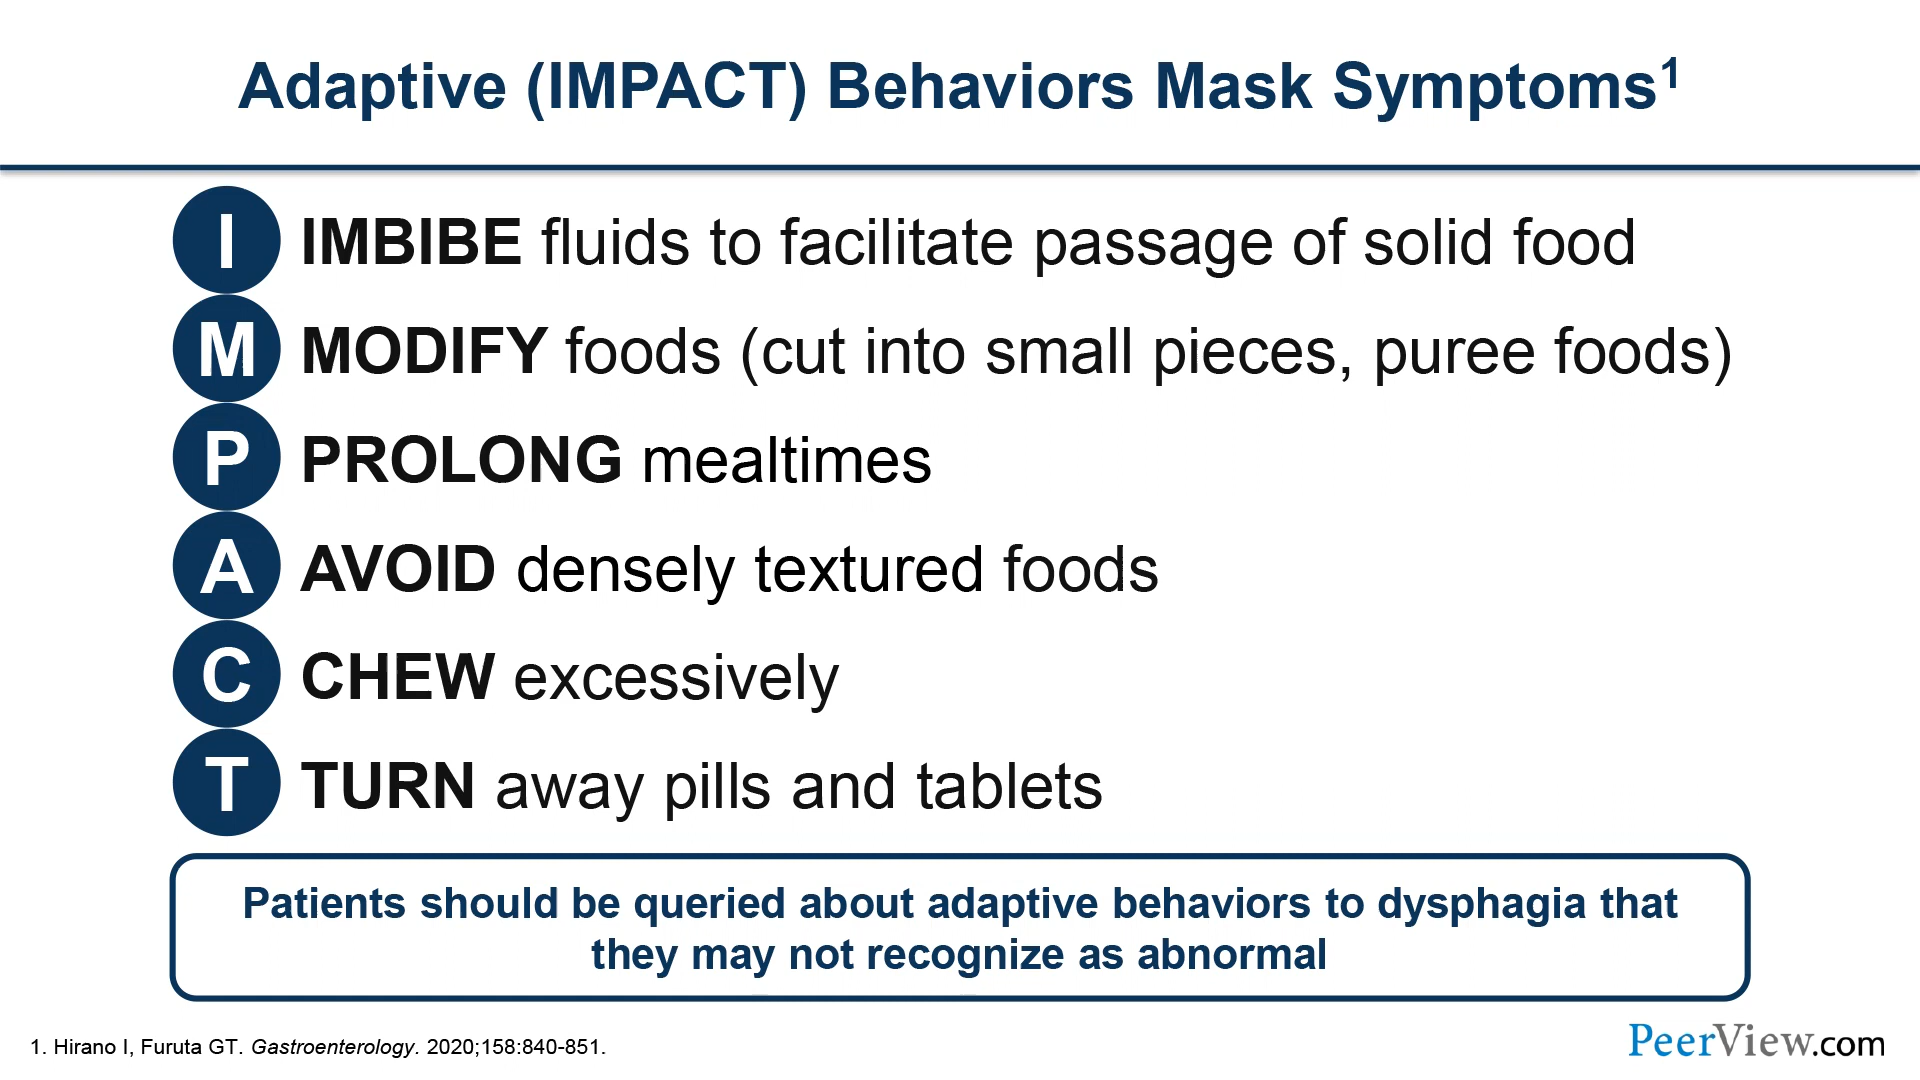 Adaptive (IMPACT) Behaviors Mask Symptoms¹
I IMBIBE fluids to facilitate passage of solid food
M MODIFY foods (cut into small pieces, puree foods)
P PROLONG mealtimes
A AVOID densely textured foods
C CHEW excessively
T TURN away pills and tablets
Patients should be queried about adaptive behaviors to dysphagia that
they may not recognize as abnormal
1. Hirano I, Furuta GT. Gastroenterology. 2020;158:840-851.
PeerView.com